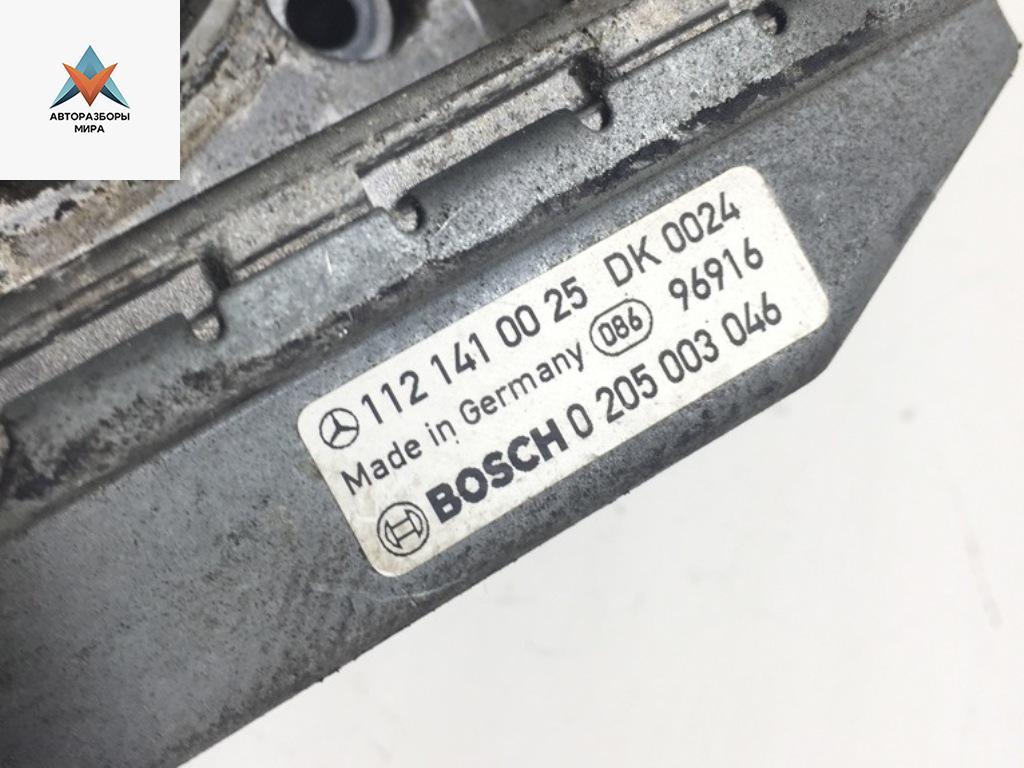 АВТОРАЗБОРЫ
МИРА
112 141 00 25 DK 0024
Made in Germany 086 96916
BOSCH 0 205 003 046